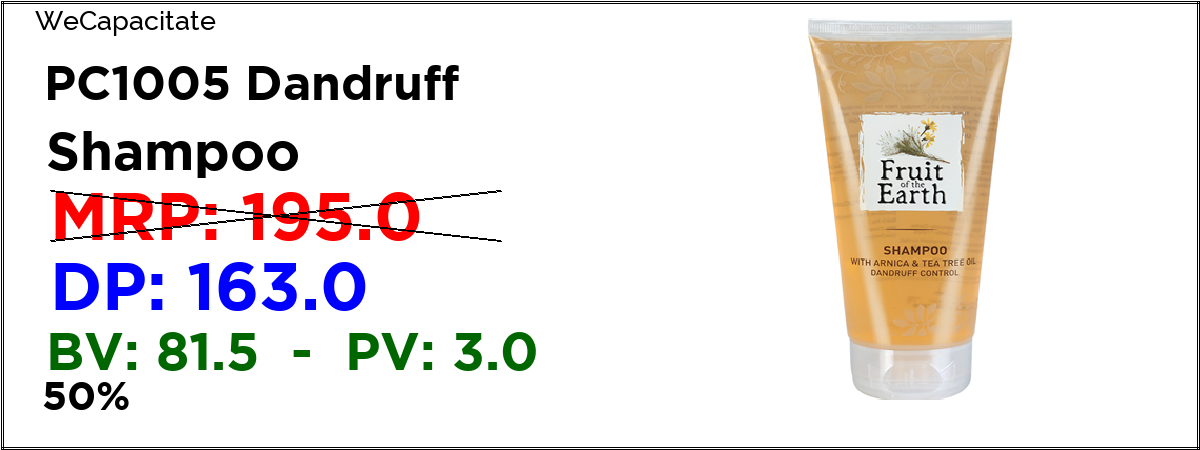 WeCapacitate
PC1005 Dandruff
Shampoo
MRP: 195.0
DP: 163.0
BV: 81.5 - PV: 3.0
50%
Fruit
of the
Earth
SHAMPOO
WITH ARNICA & TEA TREE OIL
DANDRUFF CONTROL